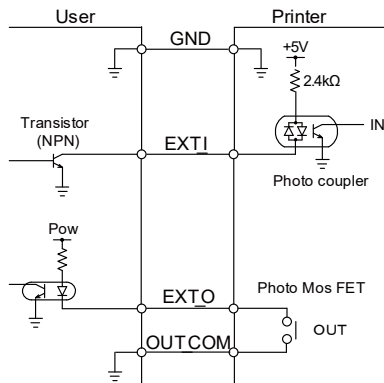 User
Printer
GND
+5V
2.4kΩ
Transistor
(NPN)
EXTI
IN
Photo coupler
Pow
EXTO
Photo Mos FET
OUT
OUTCOM